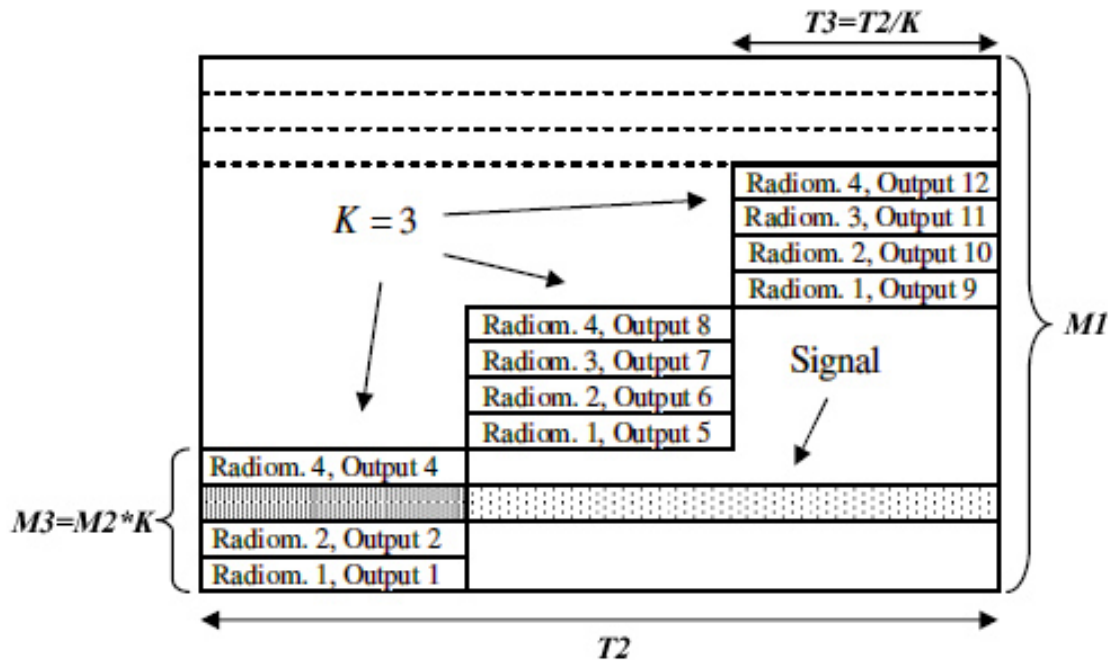 T3=T2/K
Radiom. 4, Output 12
Radiom. 3, Output 11
Radiom. 2, Output 10
Radiom. 1, Output 9
K = 3
M1
Radiom. 4, Output 8
Radiom. 3, Output 7
Radiom. 2, Output 6
Radiom. 1, Output 5
Signal
Radiom. 4, Output 4
M3=M2*K
Radiom. 2, Output 2
Radiom. 1, Output 1
T2